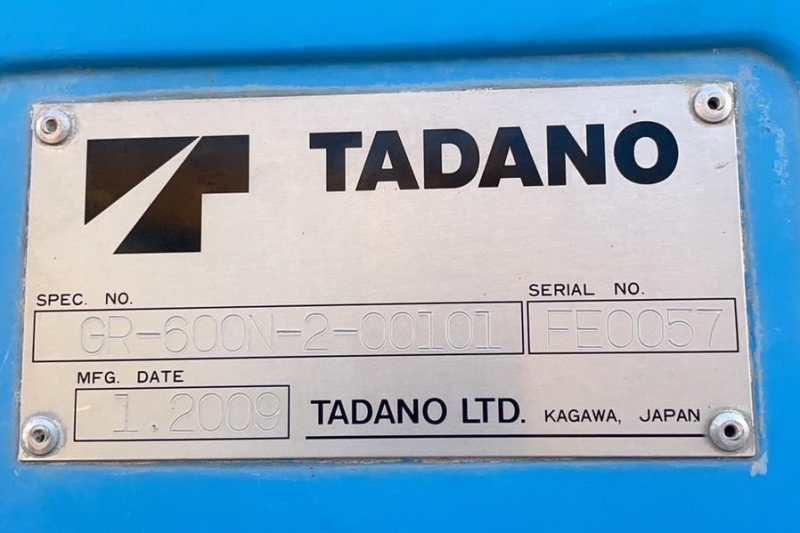 TADANO
SPEC. NO.
GR-600N-2-00101
SERIAL NO.
FE0057
MFG. DATE
1.2009
TADANO LTD. KAGAWA, JAPAN